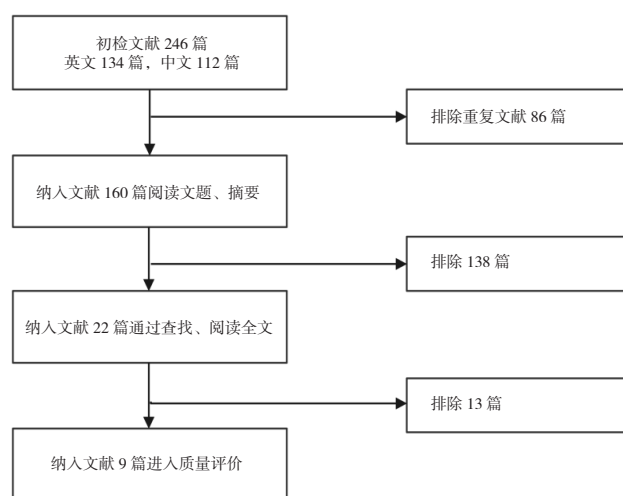 初检文献 246 篇
英文 134 篇，中文 112 篇
排除重复文献 86 篇
纳入文献 160 篇阅读文题、摘要
排除 138 篇
纳入文献 22 篇通过查找、阅读全文
排除 13 篇
纳入文献 9 篇进入质量评价